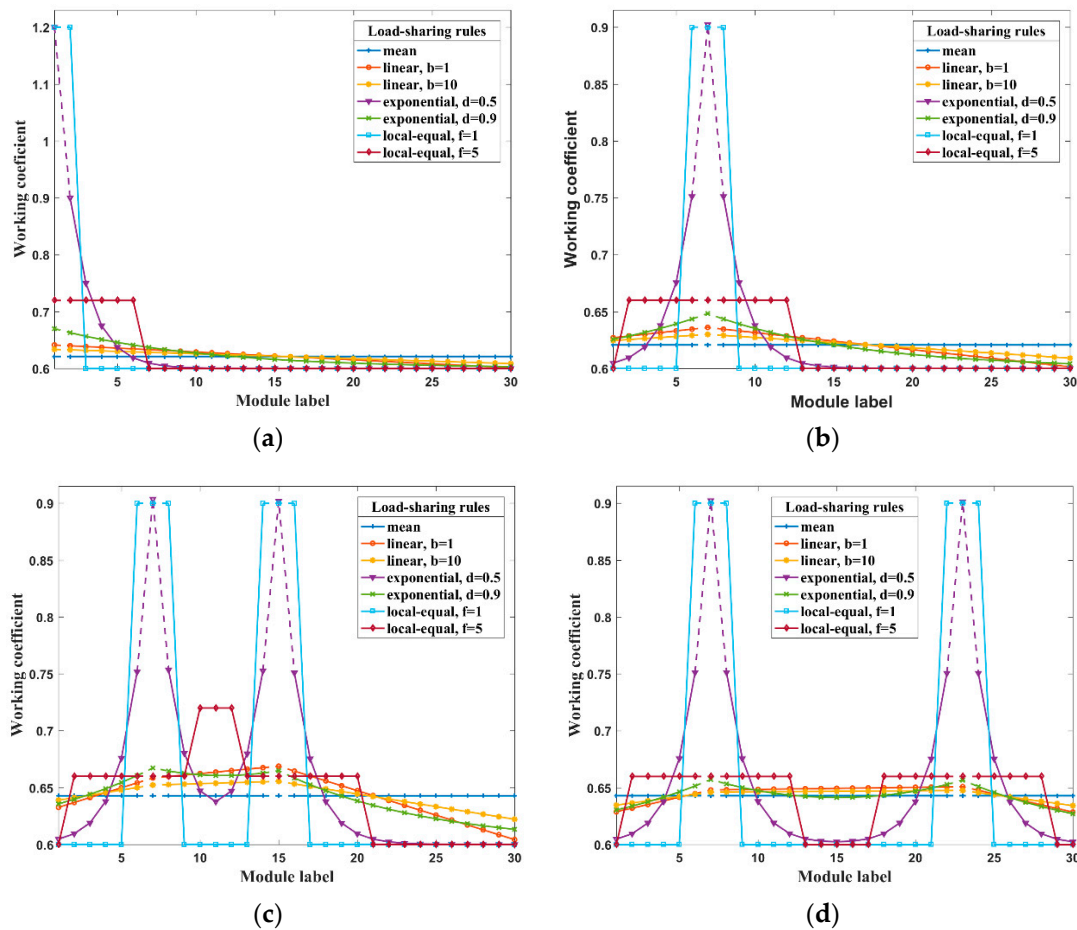 Working coefficient
1.2
1.1
1
0.9
0.8
0.7
0.6
Load-sharing rules
mean
linear, b=1
linear, b=10
exponential, d=0.5
exponential, d=0.9
local-equal, f=1
local-equal, f=5
5 10 15 20 25 30
Module label
(a)
Working coefficient
0.9
0.85
0.8
0.75
0.7
0.65
0.6
Load-sharing rules
mean
linear, b=1
linear, b=10
exponential, d=0.5
exponential, d=0.9
local-equal, f=1
local-equal, f=5
5 10 15 20 25 30
Module label
(b)
Working coefficient
0.9
0.85
0.8
0.75
0.7
0.65
0.6
Load-sharing rules
mean
linear, b=1
linear, b=10
exponential, d=0.5
exponential, d=0.9
local-equal, f=1
local-equal, f=5
5 10 15 20 25 30
Module label
(c)
Working coefficient
0.9
0.85
0.8
0.75
0.7
0.65
0.6
Load-sharing rules
mean
linear, b=1
linear, b=10
exponential, d=0.5
exponential, d=0.9
local-equal, f=1
local-equal, f=5
5 10 15 20 25 30
Module label
(d)